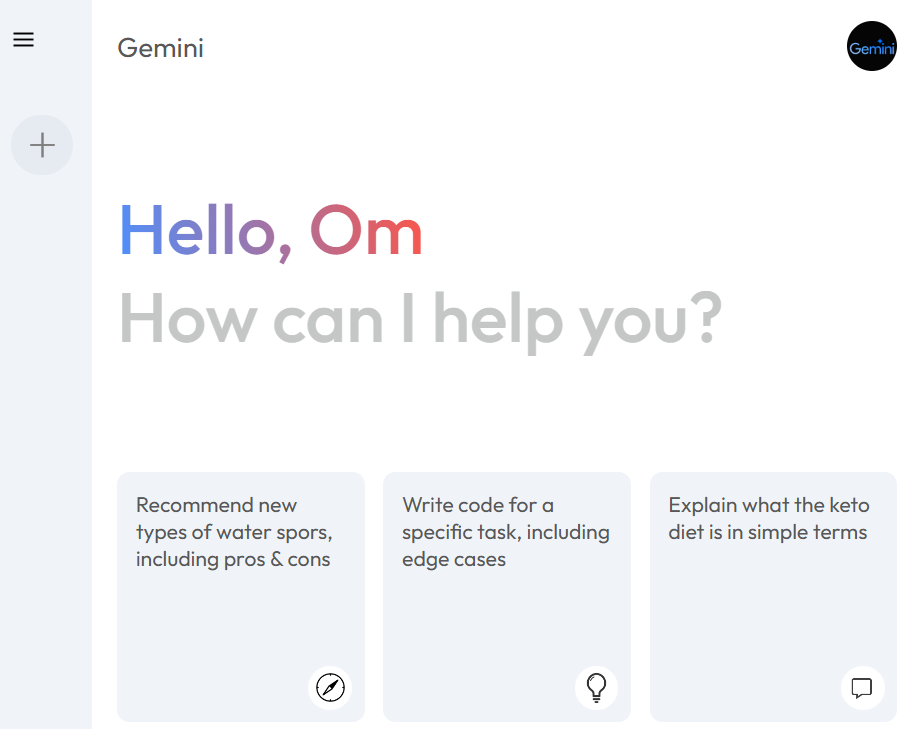 Gemini
Gemini
Hello, Om
How can I help you?
Recommend new
types of water spors,
including pros & cons
Write code for a
specific task, including
edge cases
Explain what the keto
diet is in simple terms